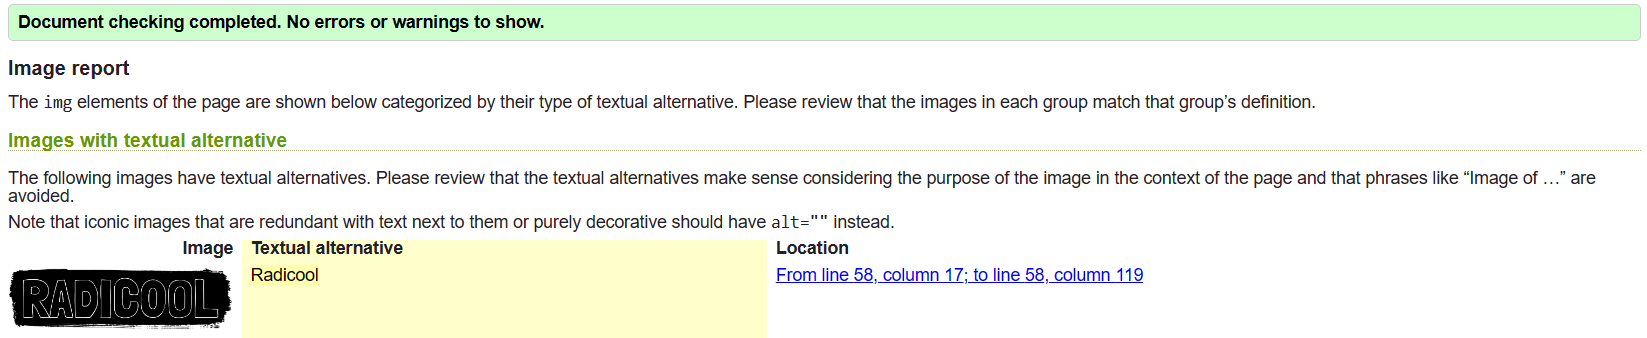 Document checking completed. No errors or warnings to show.
Image report
The img elements of the page are shown below categorized by their type of textual alternative. Please review that the images in each group match that group’s definition.
Images with textual alternative
The following images have textual alternatives. Please review that the textual alternatives make sense considering the purpose of the image in the context of the page and that phrases like “Image of …” are
avoided.
Note that iconic images that are redundant with text next to them or purely decorative should have alt="" instead.
Image Textual alternative Location
RADICOOL Radicool From line 58, column 17; to line 58, column 119